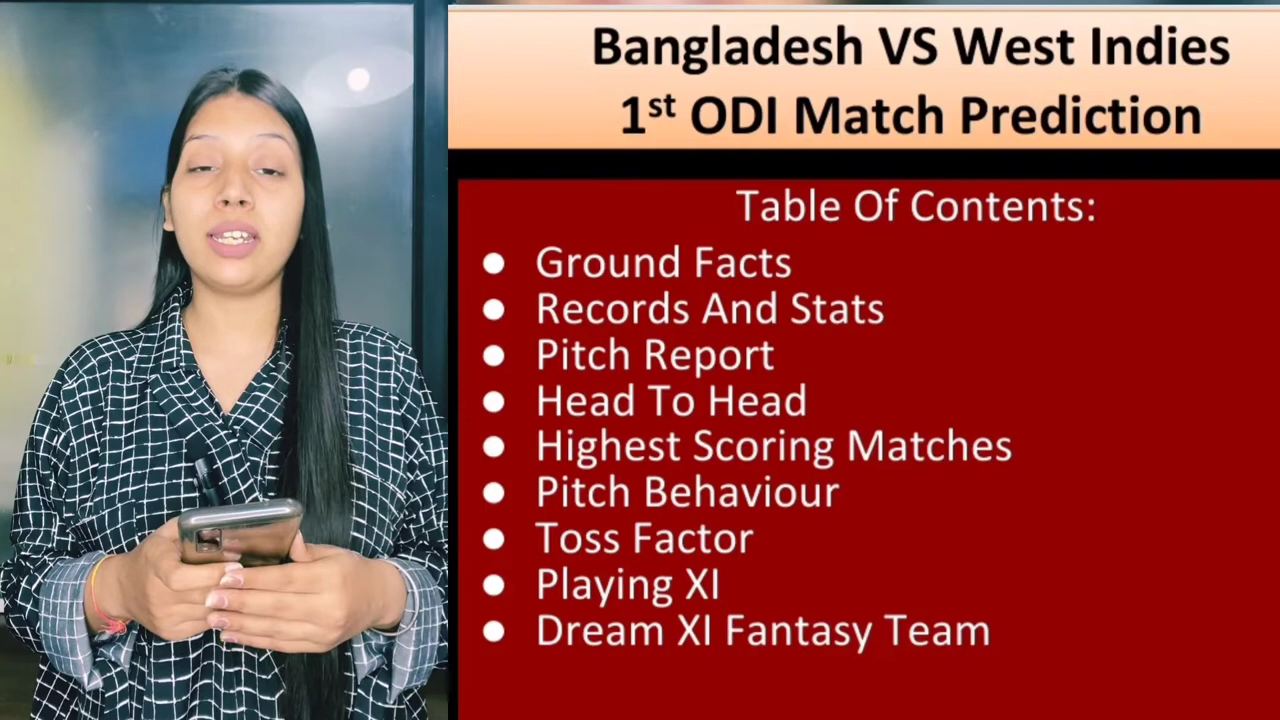 Bangladesh VS West Indies
1st ODI Match Prediction
Table Of Contents:
● Ground Facts
● Records And Stats
● Pitch Report
● Head To Head
● Highest Scoring Matches
● Pitch Behaviour
● Toss Factor
● Playing XI
● Dream XI Fantasy Team